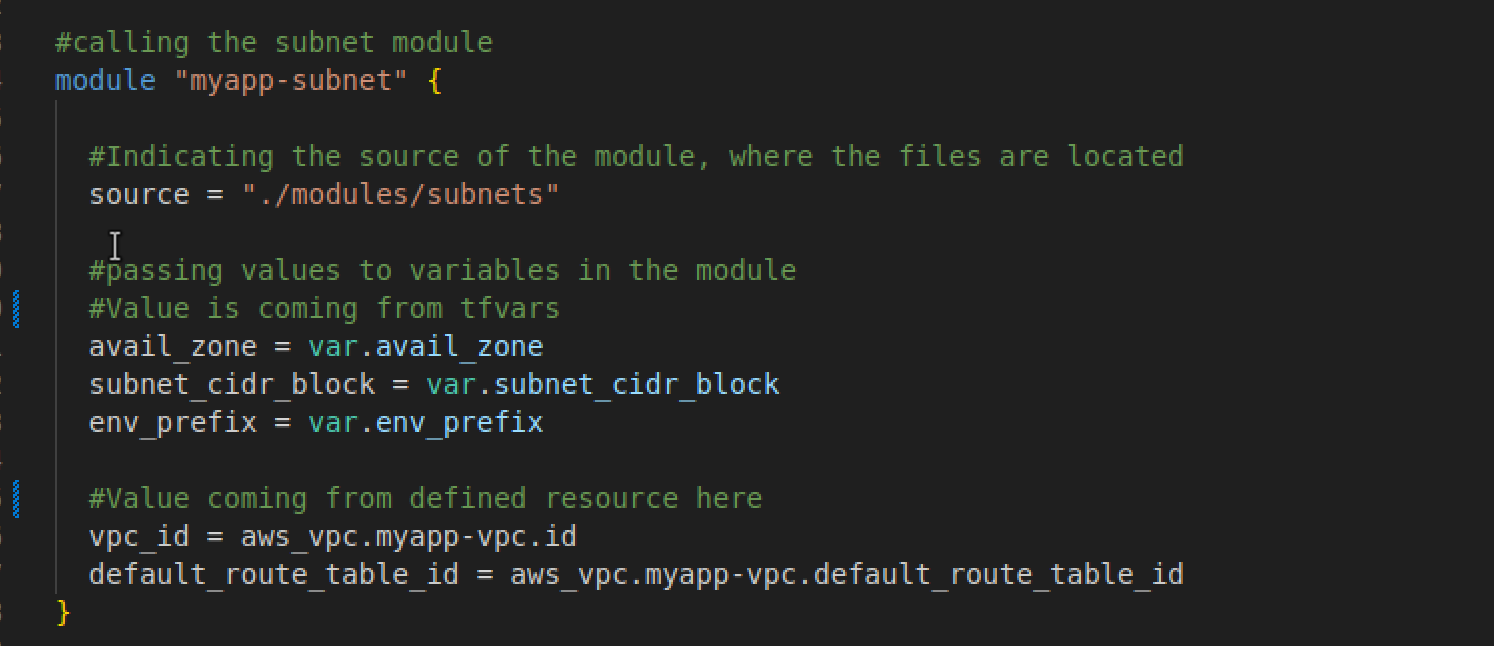 #calling the subnet module
module "myapp-subnet" {
#Indicating the source of the module, where the files are located
source = "./modules/subnets"
#passing values to variables in the module
#Value is coming from tfvars
avail_zone = var.avail_zone
subnet_cidr_block = var.subnet_cidr_block
env_prefix = var.env_prefix
#Value coming from defined resource here
vpc_id = aws_vpc.myapp-vpc.id
default_route_table_id = aws_vpc.myapp-vpc.default_route_table_id
}